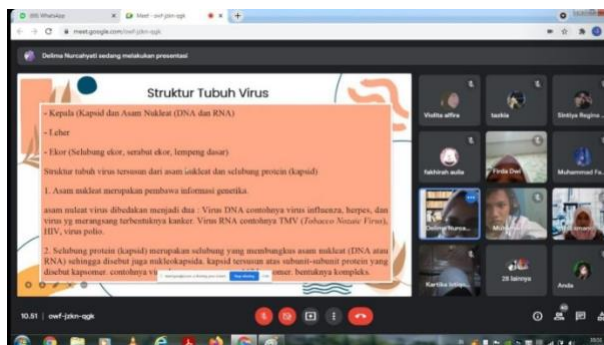 (69) WhatsApp
Meet - owf-jzkn-qgk
meet.google.com/owf-jzkn-qgk
Delima Nurcahyati sedang melakukan presentasi
Struktur Tubuh Virus
- Kepala (Kapsid dan Asam Nukleat (DNA dan RNA)
- Leher
- Ekor (Selubung ekor, serabut ekor, lempeng dasar)
Struktur tubuh virus tersusun dari asam nukleat dan selubung protein (kapsid)
1. Asam nukleat merupakan pembawa informasi genetika.
asam nuleat virus dibedakan menjadi dua : Virus DNA contohnya virus influenza, herpes, dan
virus yg merangsang terbentuknya kanker. Virus RNA contohnya TMV (Tobacco Virus),
HIV, virus polio.
2. Selubung protein (kapsid) merupakan selubung yang membungkus asam nukleat (DNA atau
RNA) sehingga disebut juga nukleokapsida. kapsid tersusun atas subunit-subunit protein yang
disebut kapsomer. contohnya bentuknya kompleks.
Violita alfira
tazkia
Sintiya Regina
fakhirah aulia
Firda Dwi
Muhammad Fa...
Delima Nurca...
Kartika
28 lainnya
Anda
10.51 | owf-jzkn-qgk